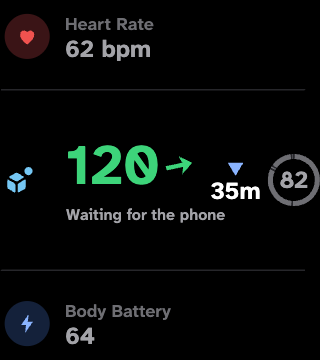 Heart Rate
62 bpm
120
35m
82
Waiting for the phone
Body Battery
64